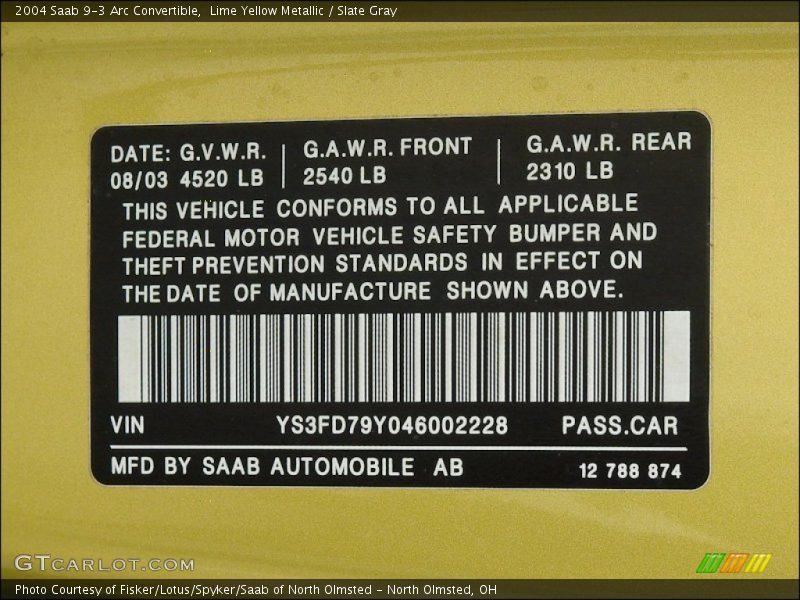 2004 Saab 9-3 Arc Convertible,  Lime Yellow Metallic / Slate Gray
DATE: G.V.W.R. G.A.W.R. FRONT G.A.W.R. REAR
08/03 4520 LB 2540 LB 2310 LB
THIS VEHICLE CONFORMS TO ALL APPLICABLE
FEDERAL MOTOR VEHICLE SAFETY BUMPER AND
THEFT PREVENTION STANDARDS IN EFFECT ON
THE DATE OF MANUFACTURE SHOWN ABOVE.
VIN YS3FD79Y046002228 PASS.CAR
MFD BY SAAB AUTOMOBILE AB 12 788 874
GTCARLOT.COM
Photo Courtesy of Fisker/Lotus/Spyker/Saab of North Olmsted - North Olmsted, OH